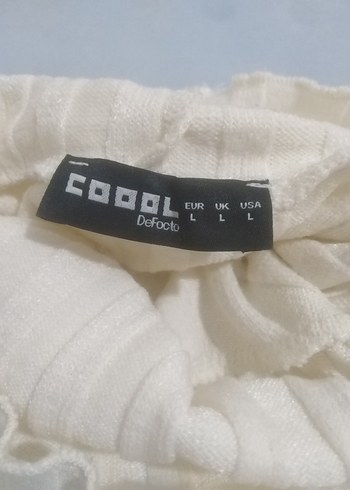 COOOL
DeFacto
EUR UK USA
L L L